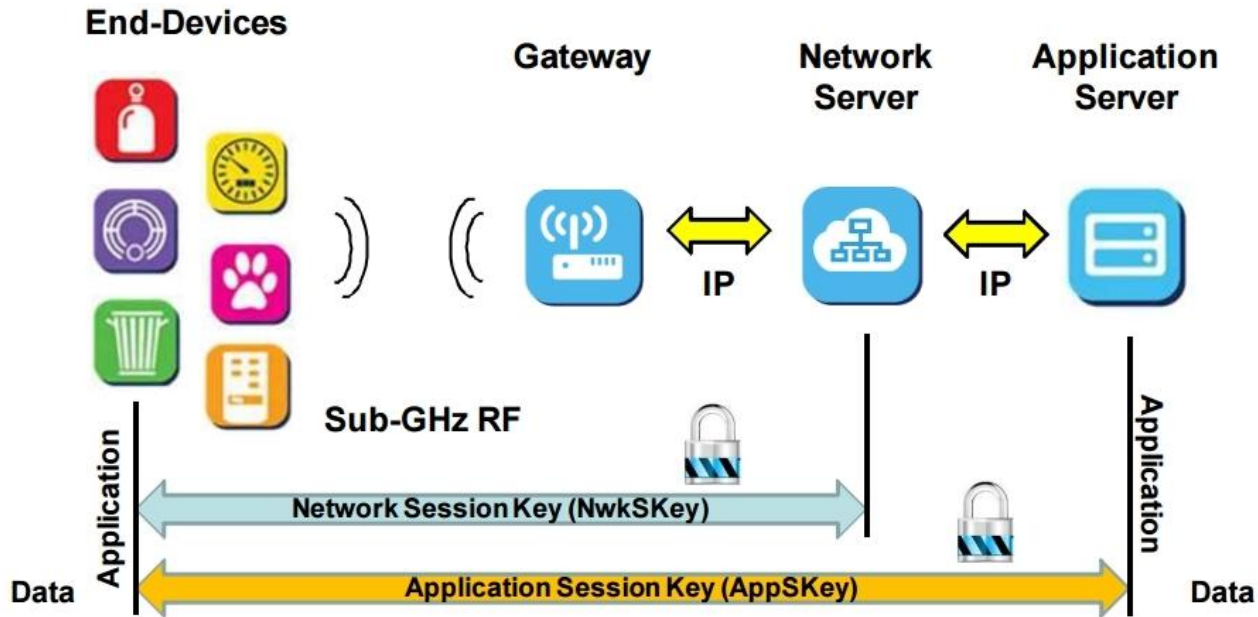 End-Devices
Gateway
Network
Server
Application
Server
IP
IP
Sub-GHz RF
Application
Application
Network Session Key (NwkSKey)
Data
Application Session Key (AppSKey)
Data